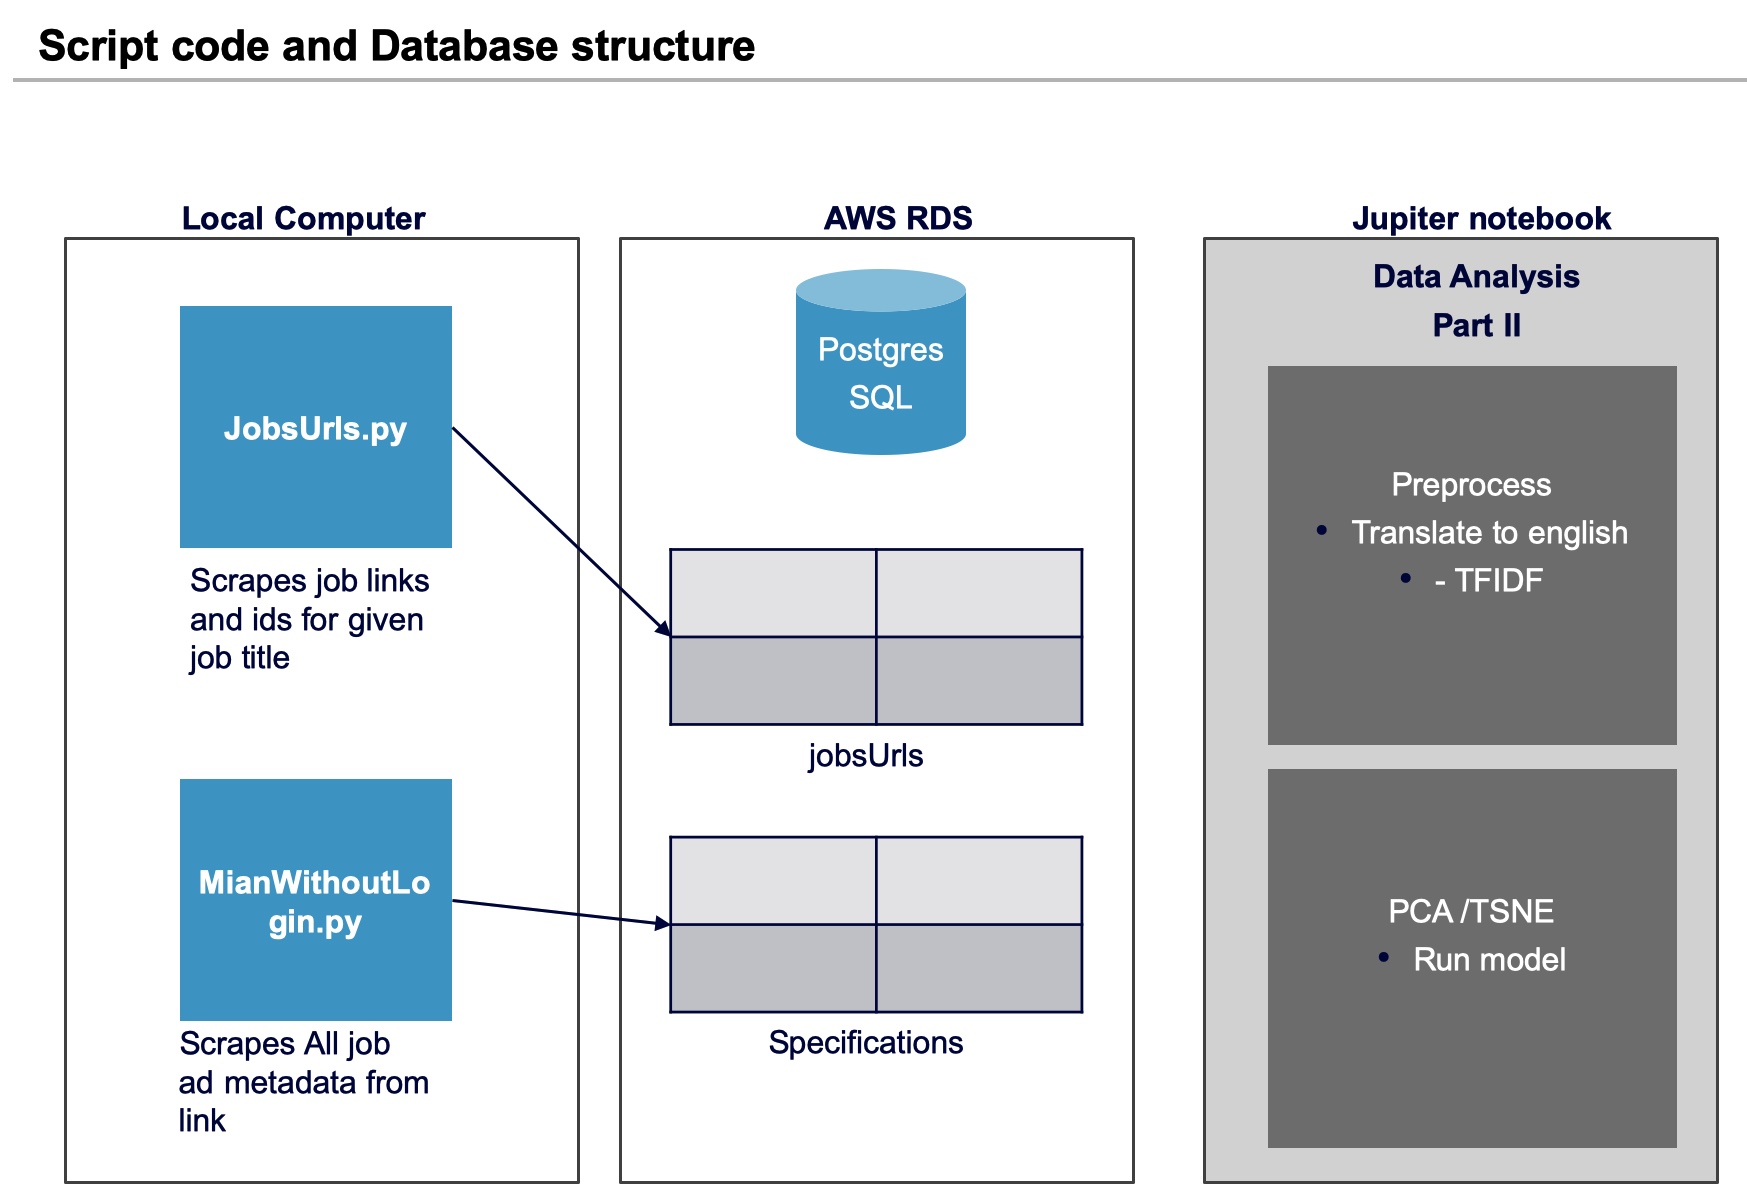 Script code and Database structure
Local Computer
JobsUrls.py
Scrapes job links
and ids for given
job title
MianWithoutLo
gin.py
Scrapes All job
ad metadata from
link
AWS RDS
Postgres
SQL
jobsUrls
Specifications
Jupiter notebook
Data Analysis
Part II
Preprocess
• Translate to english
• - TFIDF
PCA /TSNE
• Run model